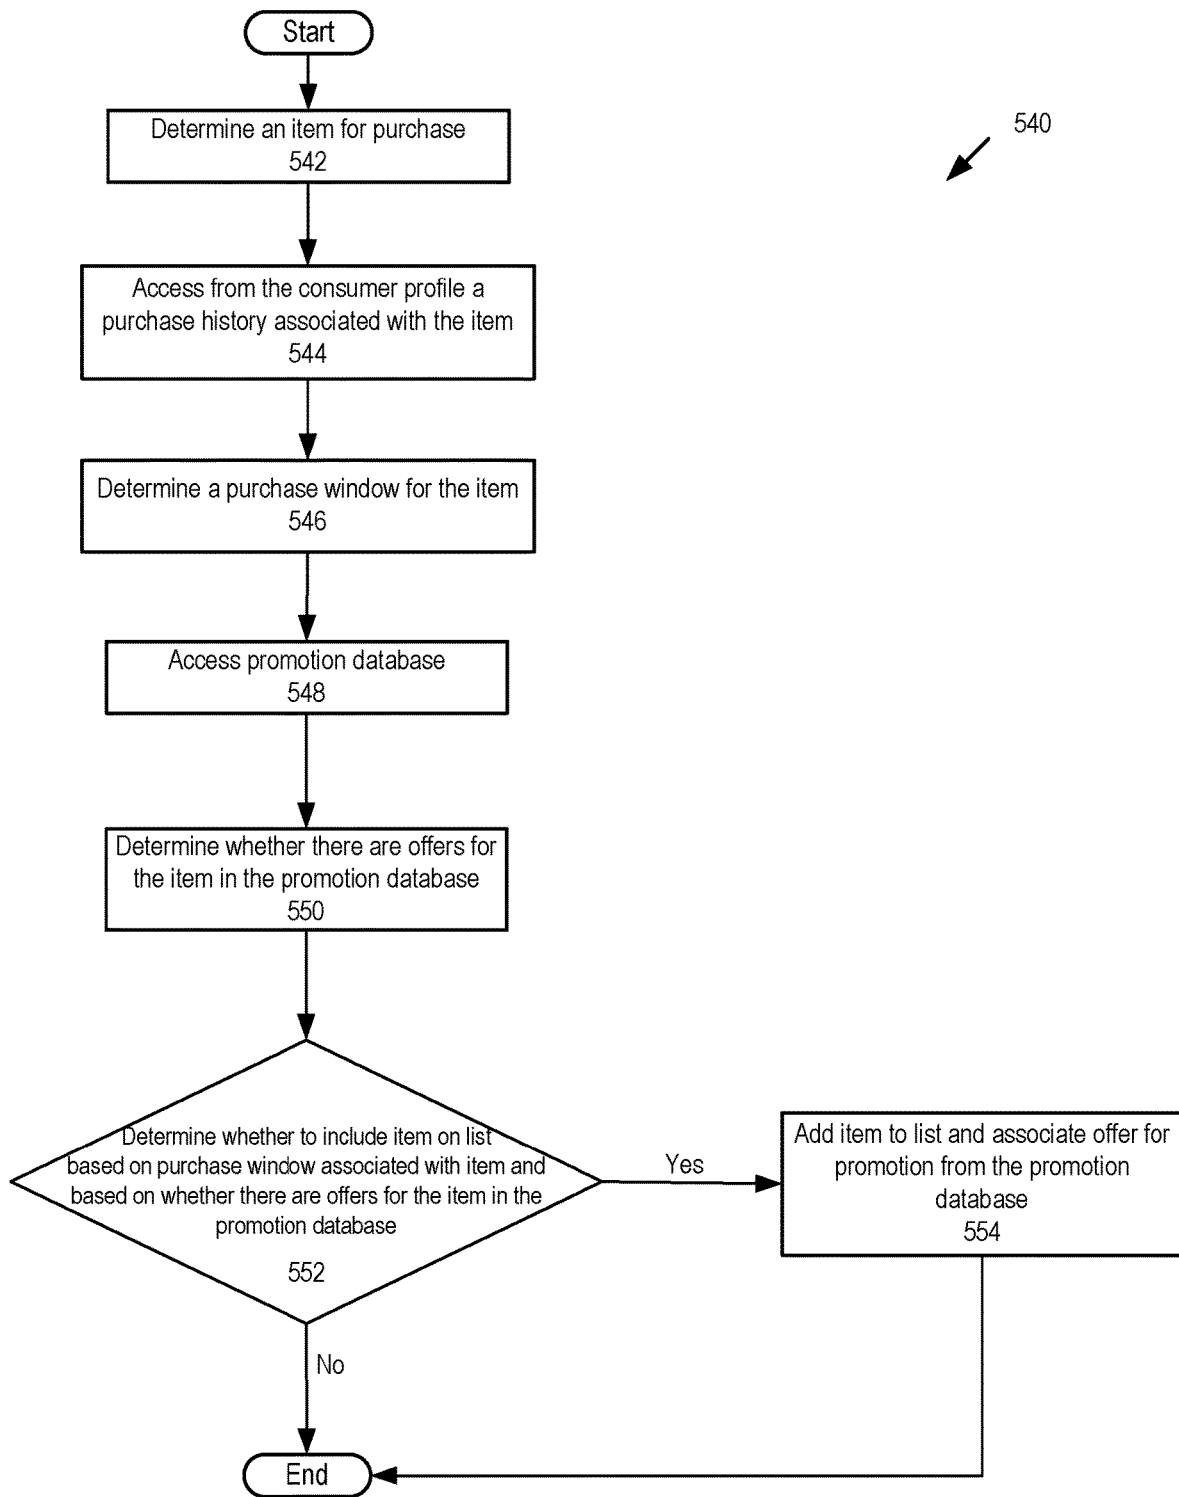 Start
540
Determine an item for purchase
542
Access from the consumer profile a
purchase history associated with the item
544
Determine a purchase window for the item
546
Access promotion database
548
Determine whether there are offers for
the item in the promotion database
550
Determine whether to include item on list
based on purchase window associated with item and
based on whether there are offers for the item in the
promotion database
552
Yes
Add item to list and associate offer for
promotion from the promotion
database
554
No
End